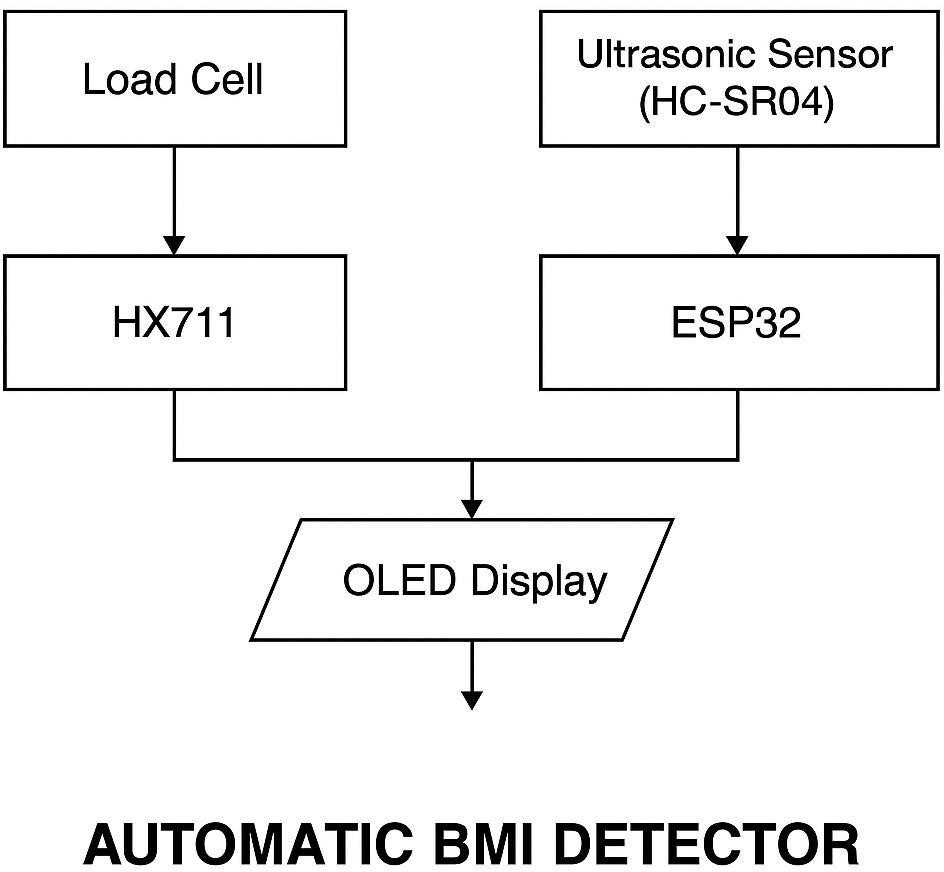 Load Cell
Ultrasonic Sensor
(HC-SR04)
HX711
ESP32
OLED Display
AUTOMATIC BMI DETECTOR